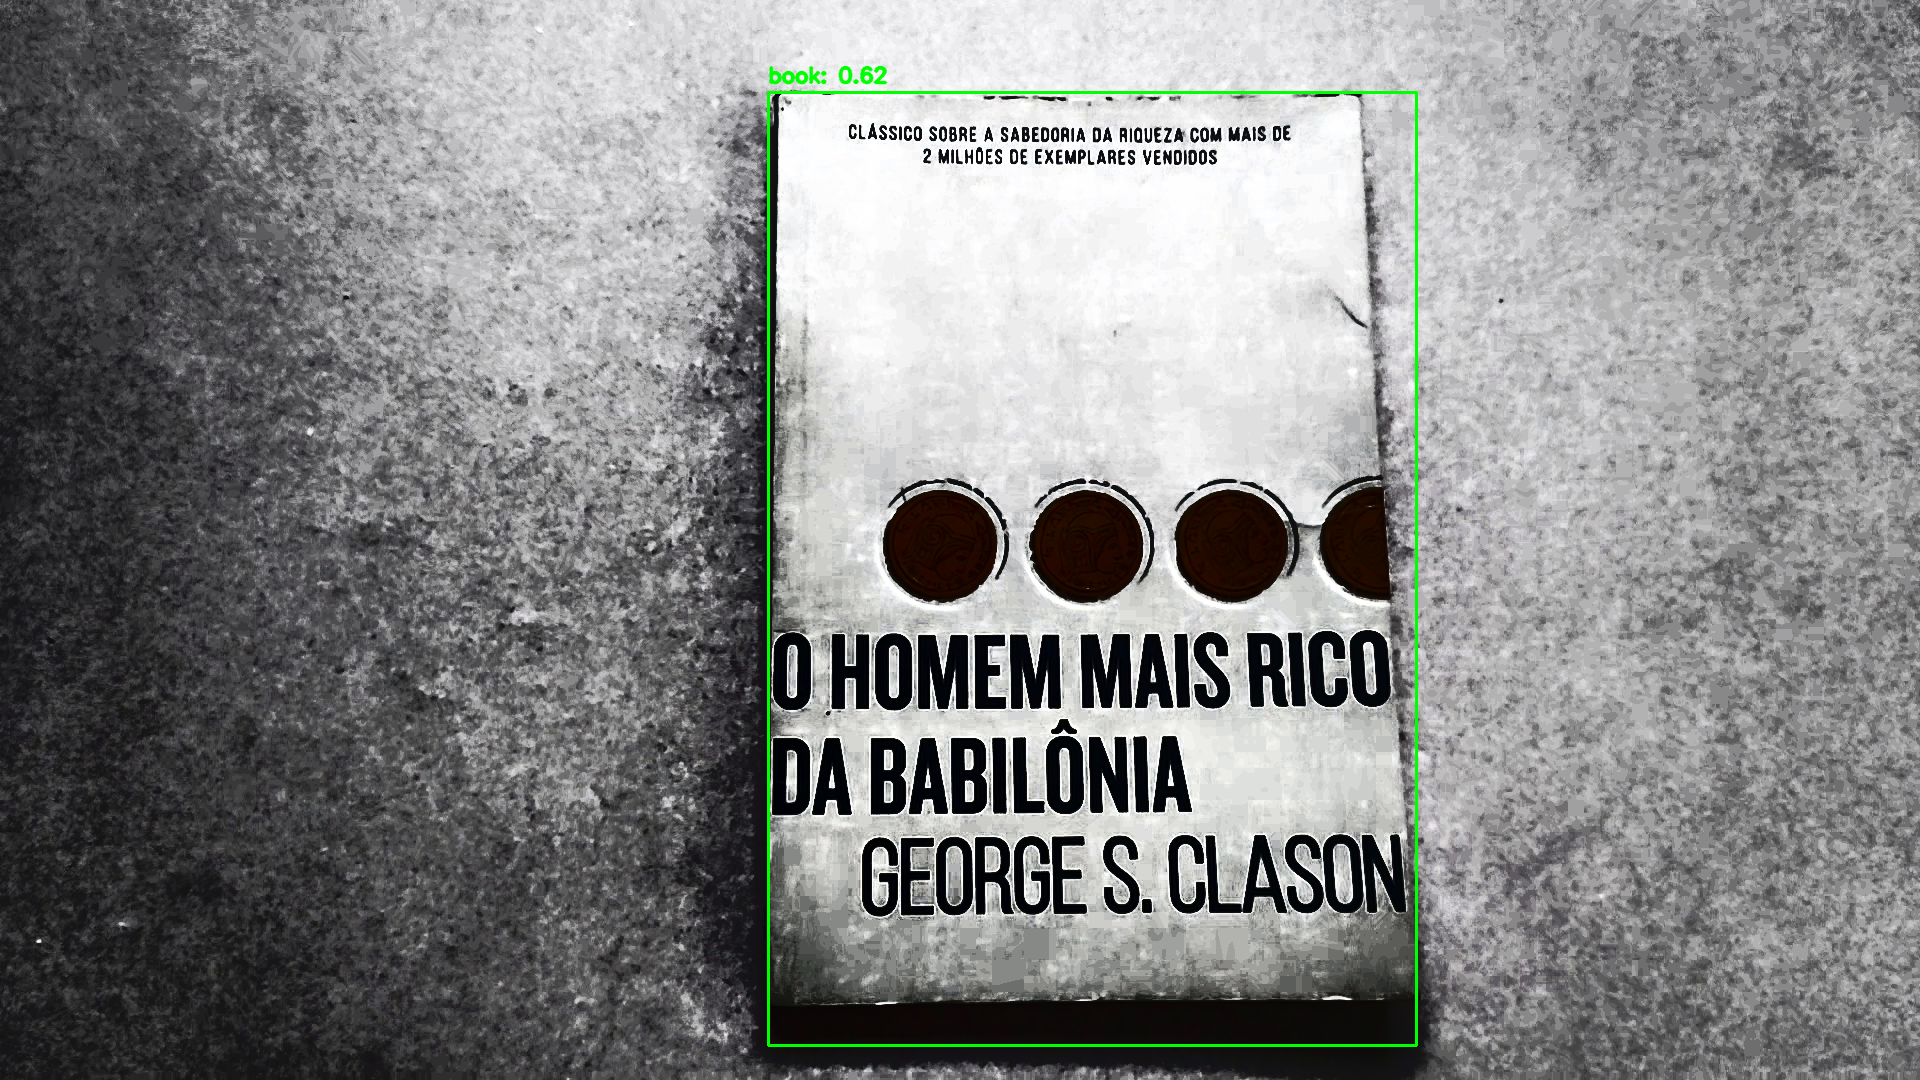 book: 0.62
CLÁSSICO SOBRE A SABEDORIA DA RIQUEZA COM MAIS DE
2 MILHÕES DE EXEMPLARES VENDIDOS
O HOMEM MAIS RICO
DA BABILÔNIA
GEORGE S. CLASON